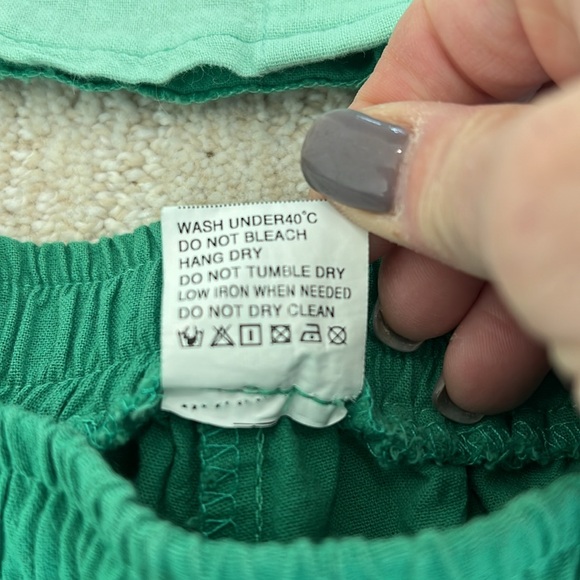 WASH UNDER40°C
DO NOT BLEACH
HANG DRY
DO NOT TUMBLE DRY
LOW IRON WHEN NEEDED
DO NOT DRY CLEAN